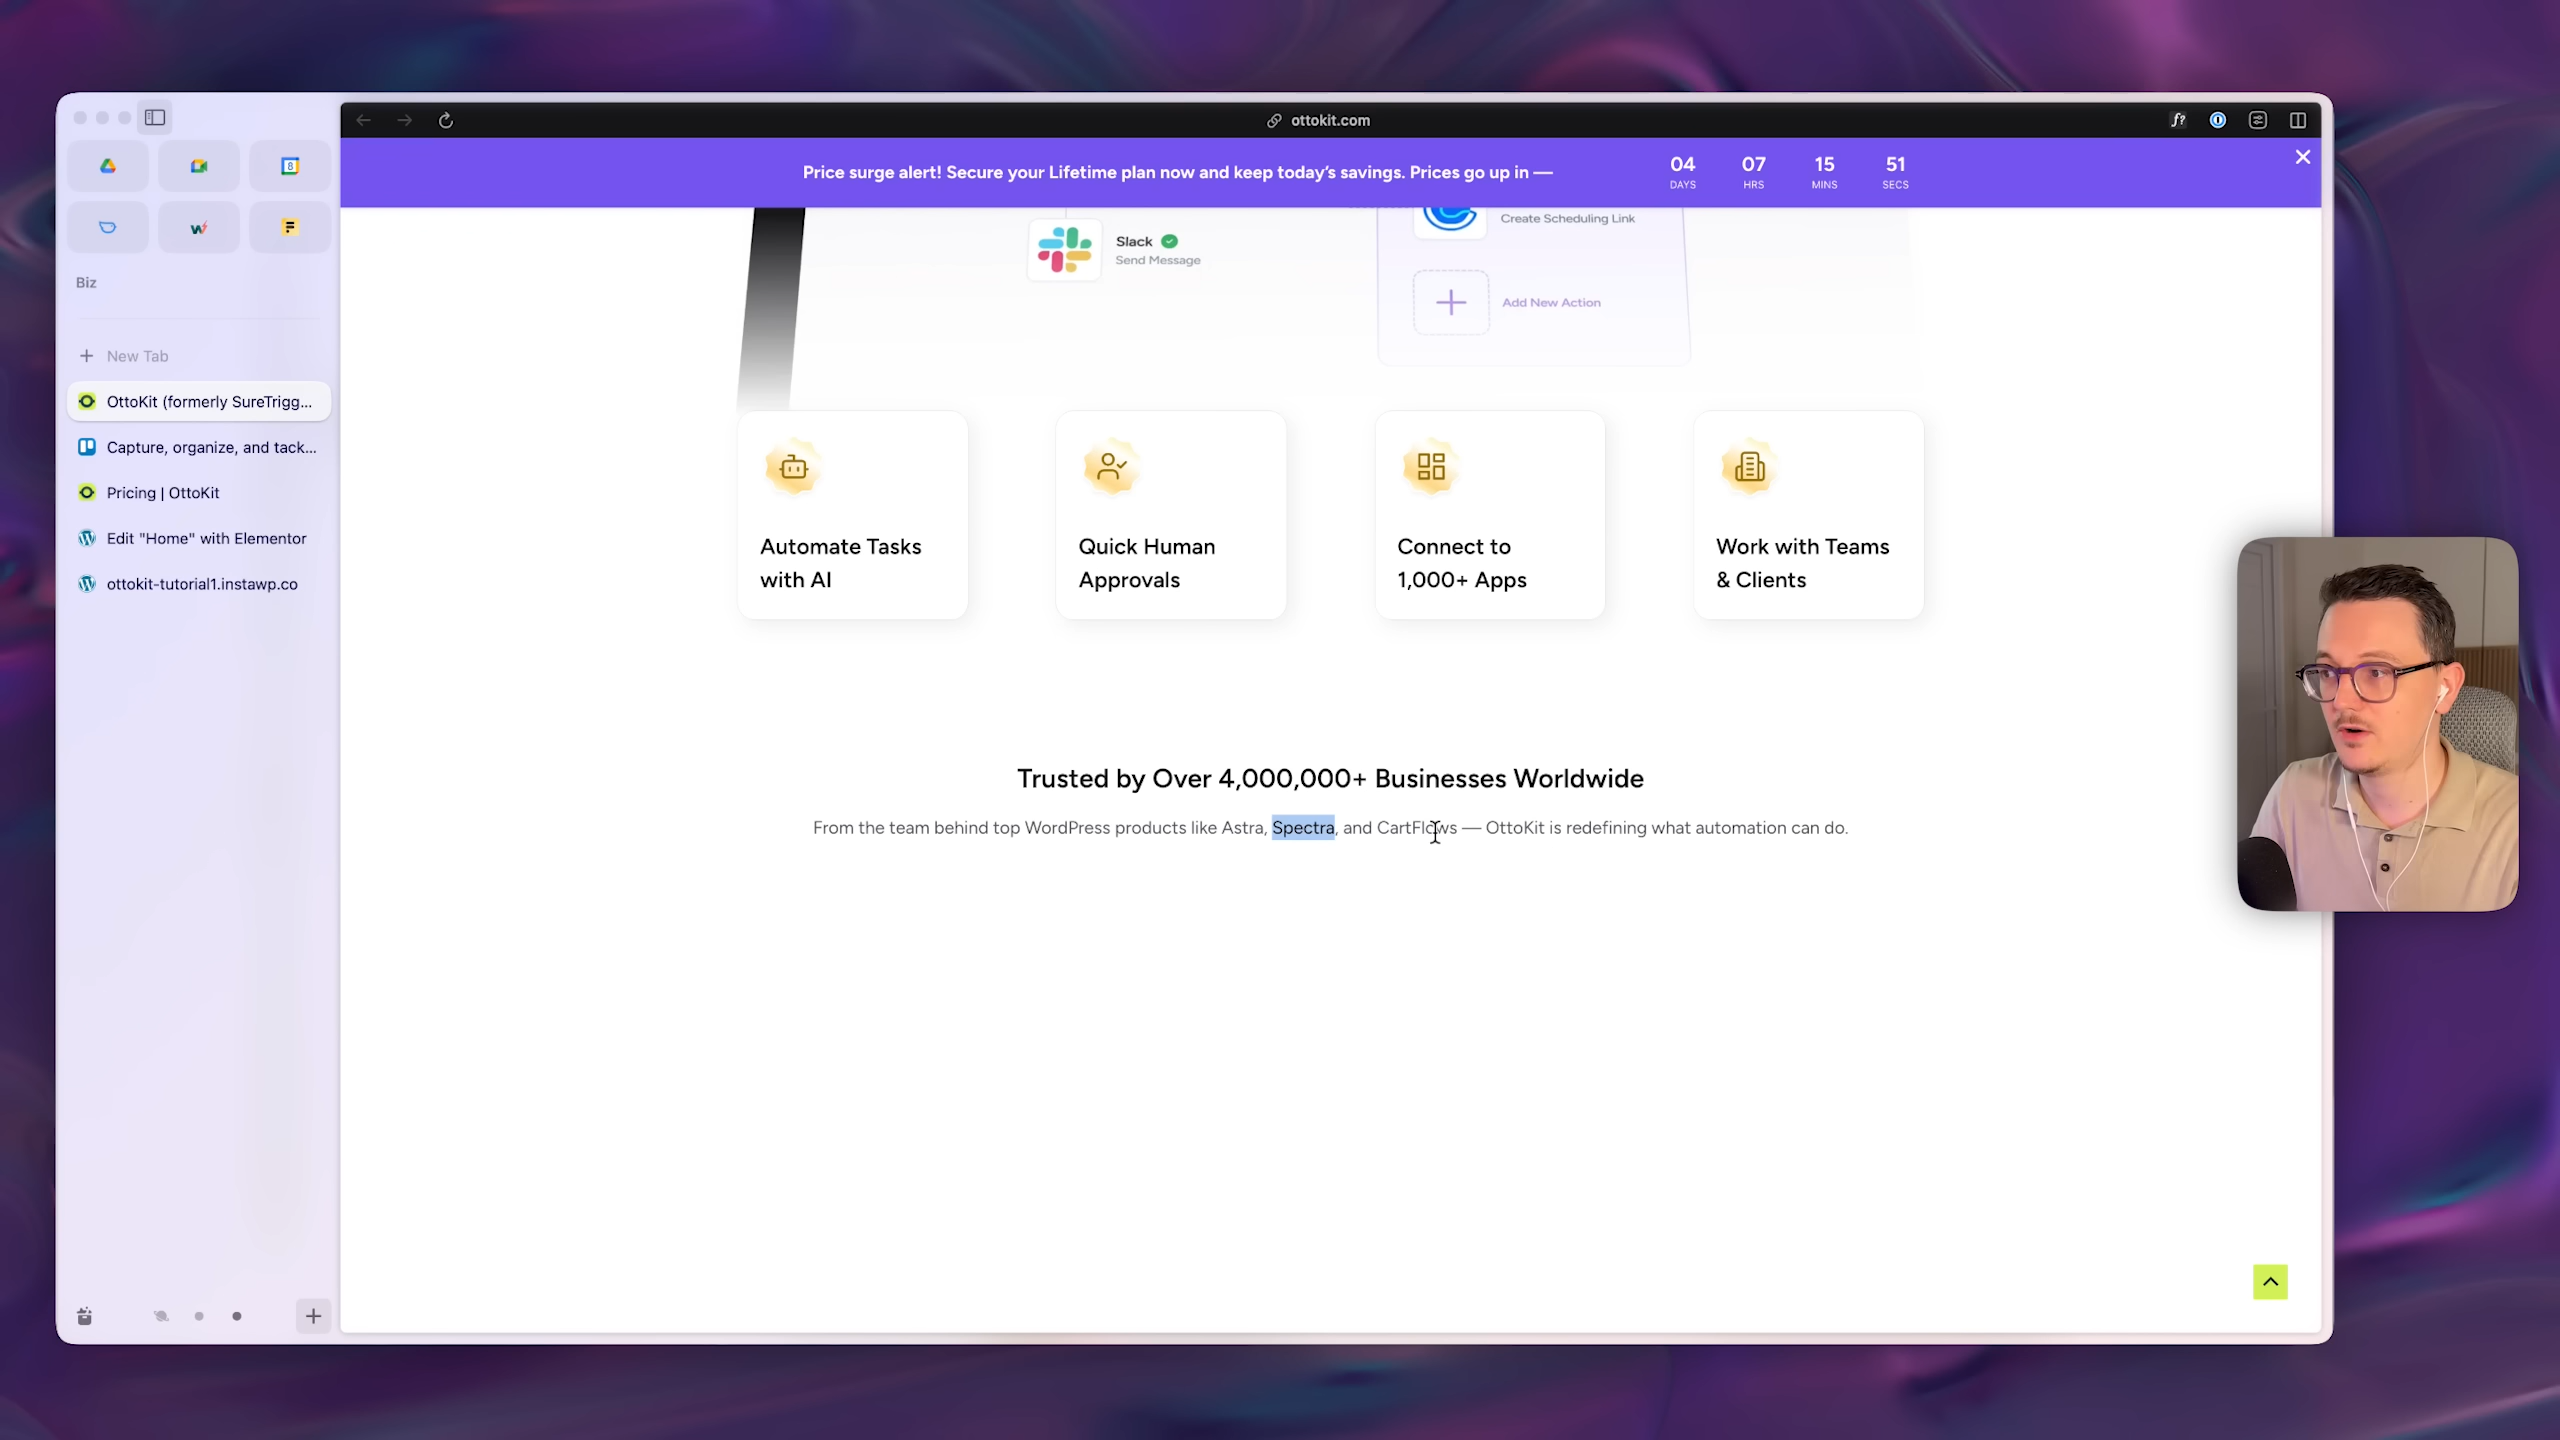 ottokit.com
Price surge alert! Secure your Lifetime plan now and keep today's savings. Prices go up in —
04 07 15 51
DAYS HRS MINS SECS
8
Biz
New Tab
OttoKit (formerly SureTrigg...
Capture, organize, and tack...
Pricing | OttoKit
Edit "Home" with Elementor
ottokit-tutorial1.instawp.co
Slack
Send Message
Create Scheduling Link
Add New Action
Automate Tasks
with AI
Quick Human
Approvals
Connect to
1,000+ Apps
Work with Teams
& Clients
Trusted by Over 4,000,000+ Businesses Worldwide
From the team behind top WordPress products like Astra, Spectra, and CartFlows — OttoKit is redefining what automation can do.